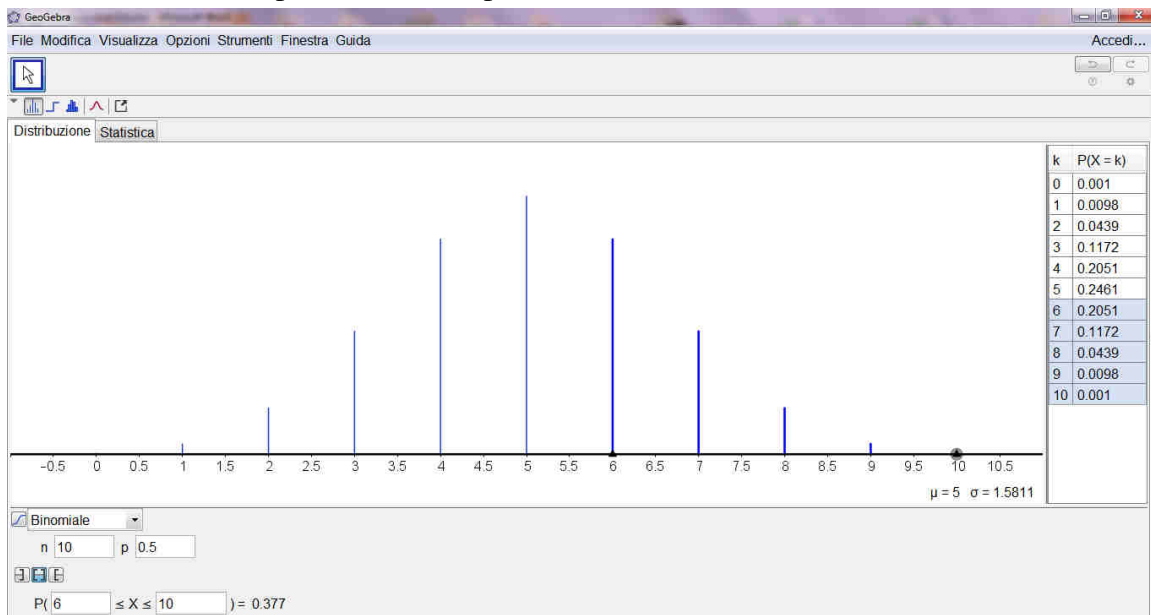 GeoGebra
File Modifica Visualizza Opzioni Strumenti Finestra Guida Accedi...
Distribuzione Statistica
k P(X = k)
0 0.001
1 0.0098
2 0.0439
3 0.1172
4 0.2051
5 0.2461
6 0.2051
7 0.1172
8 0.0439
9 0.0098
10 0.001
-0.5 0 0.5 1 1.5 2 2.5 3 3.5 4 4.5 5 5.5 6 6.5 7 7.5 8 8.5 9 9.5 10 10.5
μ = 5 σ = 1.5811
Binomiale
n 10 p 0.5
P( 6 ≤ X ≤ 10 ) = 0.377